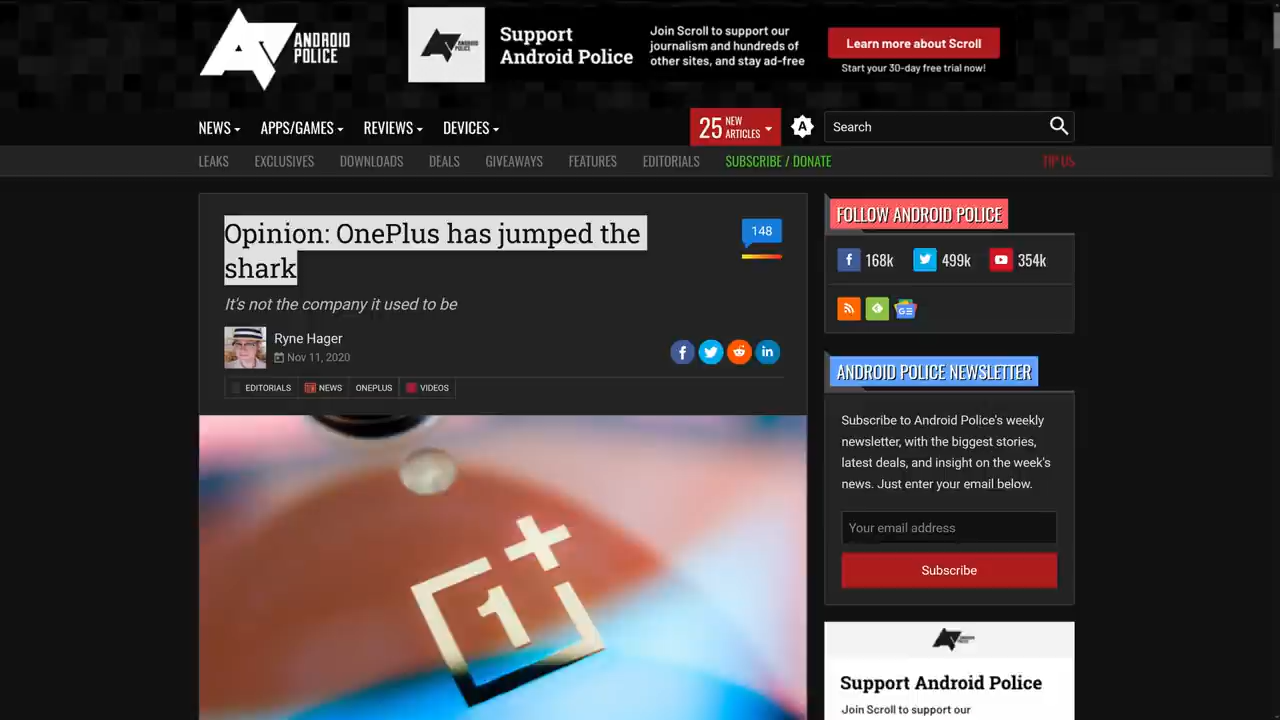 ANDROID
POLICE
Support
Android Police
Join Scroll to support our
journalism and hundreds of
other sites, and stay ad-free
Learn more about Scroll
Start your 30-day free trial now!
NEWS
APPS/GAMES
REVIEWS
DEVICES
25 NEW
ARTICLES
A
Search
LEAKS
EXCLUSIVES
DOWNLOADS
DEALS
GIVEAWAYS
FEATURES
EDITORIALS
SUBSCRIBE / DONATE
TIP US
Opinion: OnePlus has jumped the
shark
148
It's not the company it used to be
Ryne Hager
Nov 11, 2020
EDITORIALS
NEWS
ONEPLUS
VIDEOS
1+
FOLLOW ANDROID POLICE
168k
499k
354k
ANDROID POLICE NEWSLETTER
Subscribe to Android Police's weekly
newsletter, with the biggest stories,
latest deals, and insight on the week's
news. Just enter your email below.
Your email address
Subscribe
Support Android Police
Join Scroll to support our